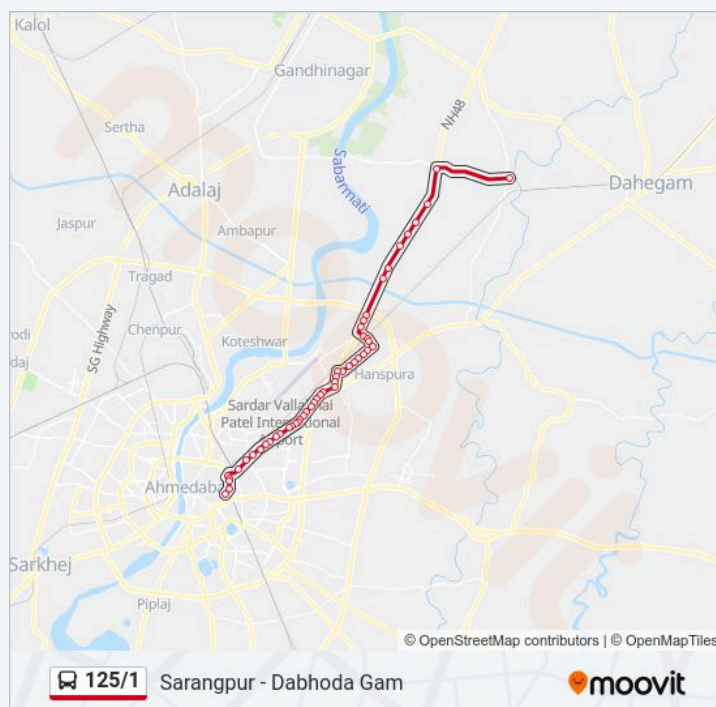 Kalol
Gandhinagar
NH48
Sertha
Sabarmati
Adalaj
Dahegam
Jaspur
Ambapur
Tragad
SG Highway
Chenpur
Koteshwar
Hanspura
Sardar Vallabhai
Patel International
Airport
Ahmedabad
Sarkhej
Piplaj
© OpenStreetMap contributors | © OpenMapTiles
125/1 Sarangpur - Dabhoda Gam
moovit